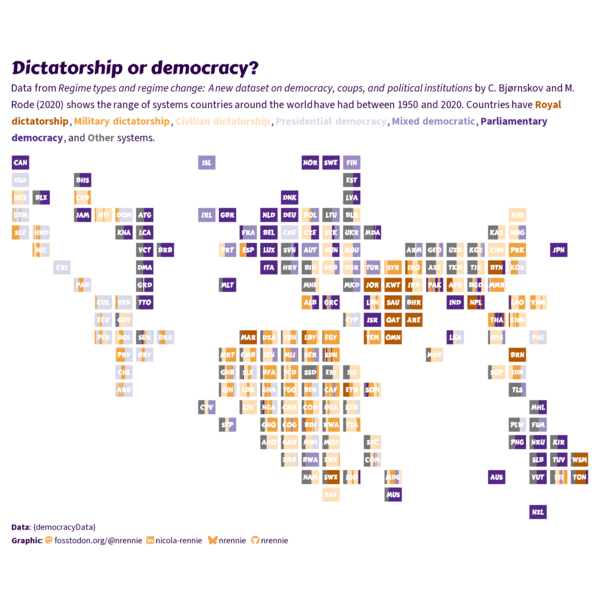 Dictatorship or democracy?
Data from Regime types and regime change: A new dataset on democracy, coups, and political institutions by C. Bjørnskov and M.
Rode (2020) shows the range of systems countries around the world have had between 1950 and 2020. Countries have Royal
dictatorship, Military dictatorship, Civilian dictatorship, Presidential democracy, Mixed democratic, Parliamentary
democracy, and Other systems.
CAN ISL NOR SWE FIN
USA BHS EST
MEX BLZ CUB DNK LVA
GTM JAM HTI DOM ATG IRL GBR NLD DEU POL LTU BLR RUS
SLV HND KNA LCA FRA BEL CHE CZE SVK UKR MDA KAZ MNG
NIC VCT BRB PRT ESP LUX SVN AUT HUN ROU ARM GEO UZB KGZ CHN PRK JPN
CRI DMA ITA HRV BIH SRB BGR TUR SYR IRQ AZE TKM TJK BTN KOR
PAN GRD MLT MNE MKD JOR KWT IRN PAK AFG BGD MMR
COL VEN TTO ALB GRC LBN SAU BHR IND NPL LAO VNM
ECU GUY CYP ISR QAT ARE THA KHM
PER BOL SUR BRA MAR DZA TUN LBY EGY YEM OMN LKA MYS PHL
PRY URY MRT GMB SEN MLI NER SDN MDV BRN
CHL GNB SLE BFA TCD SSD ERI DJI SGP IDN
ARG GIN LBR GHA TGO BEN CAF ETH SOM TLS
CPV CIV NGA CMR COD UGA KEN MHL
STP GNQ COG BDI RWA TZA PLW FSM
AGO MWI MOZ SYC PNG NRU KIR
ZMB BWA ZWE COM SLB TUV WSM
NAM SWZ LSO MDG AUS VUT FJI TON
ZAF MUS
NZL
Data: {democracyData}
Graphic: fosstodon.org/@nrennie nicola-rennie nrennie nrennie